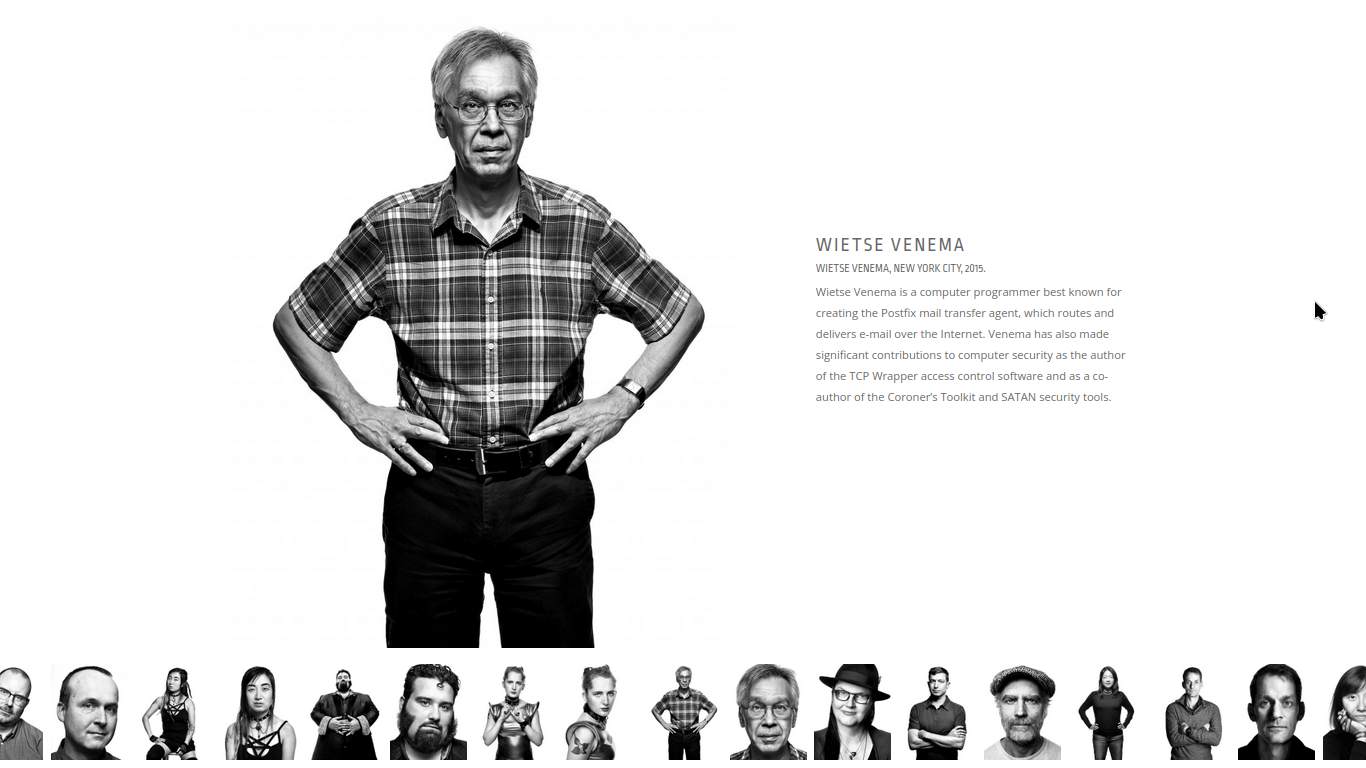 WIETSE VENEMA
WIETSE VENEMA, NEW YORK CITY, 2015.
Wietse Venema is a computer programmer best known for
creating the Postfix mail transfer agent, which routes and
delivers e-mail over the Internet. Venema has also made
significant contributions to computer security as the author
of the TCP Wrapper access control software and as a co-
author of the Coroner’s Toolkit and SATAN security tools.